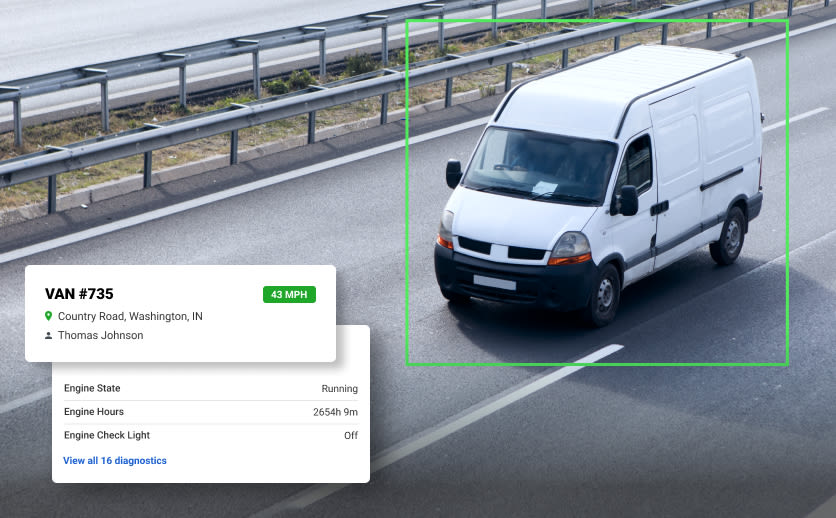 VAN #735
43 MPH
Country Road, Washington, IN
Thomas Johnson
Engine State Running
Engine Hours 2654h 9m
Engine Check Light Off
View all 16 diagnostics